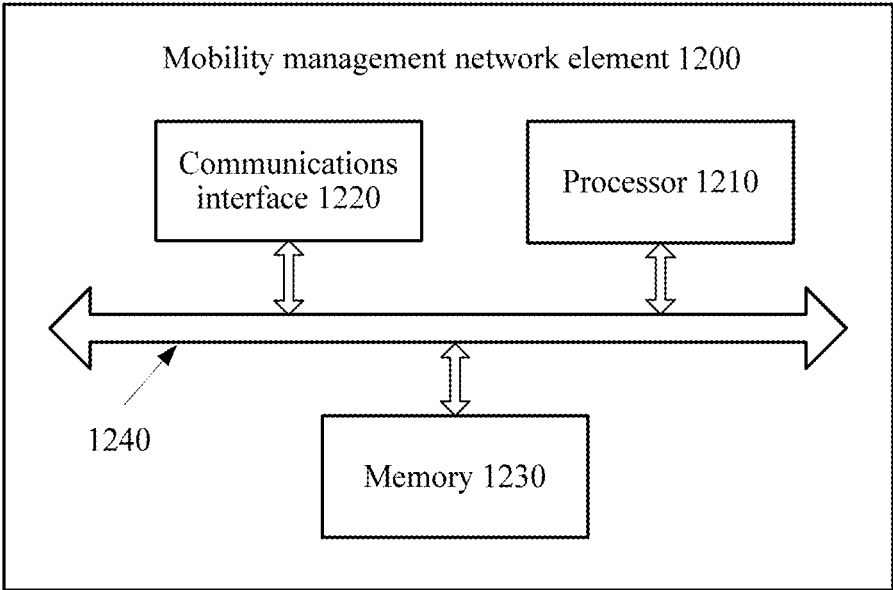 Mobility management network element 1200
Communications
interface 1220
Processor 1210
1240
Memory 1230